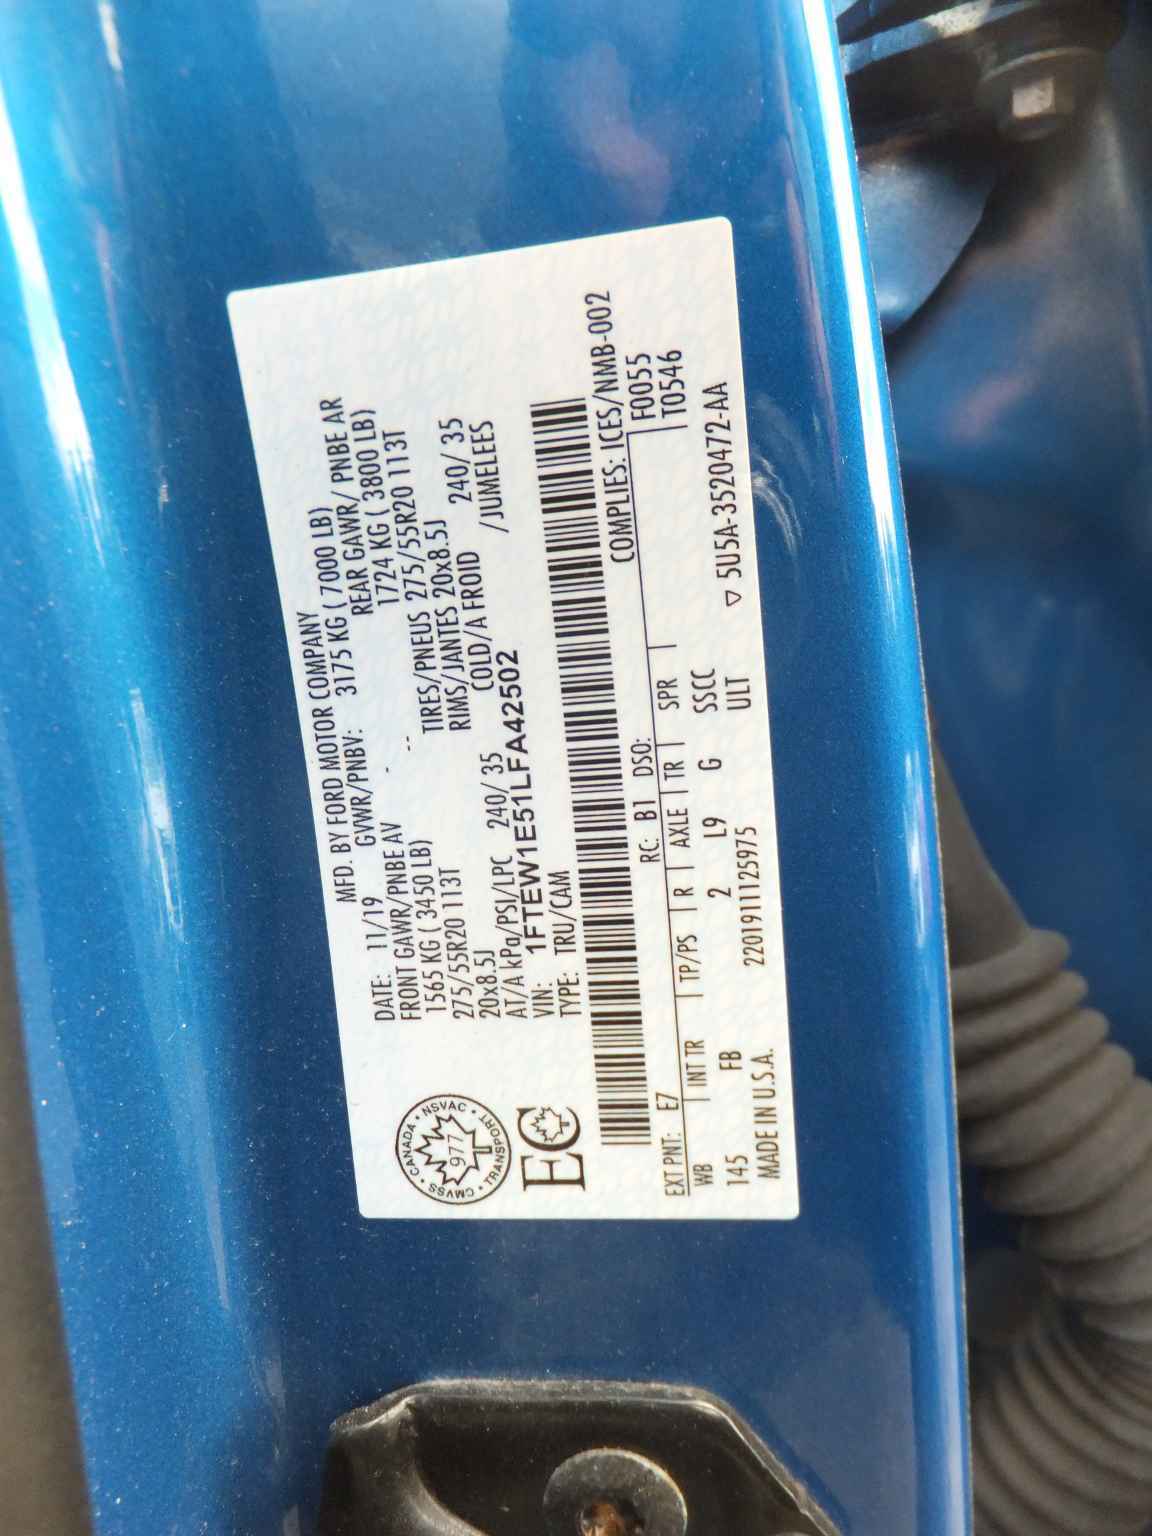 MFD. BY FORD MOTOR COMPANY
DATE: 11/19 GVWR/PNBV: 3175 KG ( 7000 LB)
FRONT GAWR/PNBE AV - REAR GAWR/ PNBE AR
1565 KG ( 3450 LB) -- 1724 KG ( 3800 LB)
275/55R20 113T TIRES/PNEUS 275/55R20 113T
20x8.5J RIMS/JANTES 20x8.5J
AT/A kPa/PSI/LPC 240/ 35 COLD/A FROID 240/ 35
VIN: 1FTEW1E51LFA42502 /JUMELEES
TYPE: TRU/CAM
CANADA • NSVAC • TRANSPORT • CMVSS •
977
EC
COMPLIES: ICES/NMB-002
EXT PNT: E7 RC: B1 DSO: F0055
WB INT TR TP/PS R AXLE TR SPR T0546
145 FB 2 L9 G SSCC
MADE IN U.S.A. 2201911125975 ULT ▽ 5U5A-3520472-AA